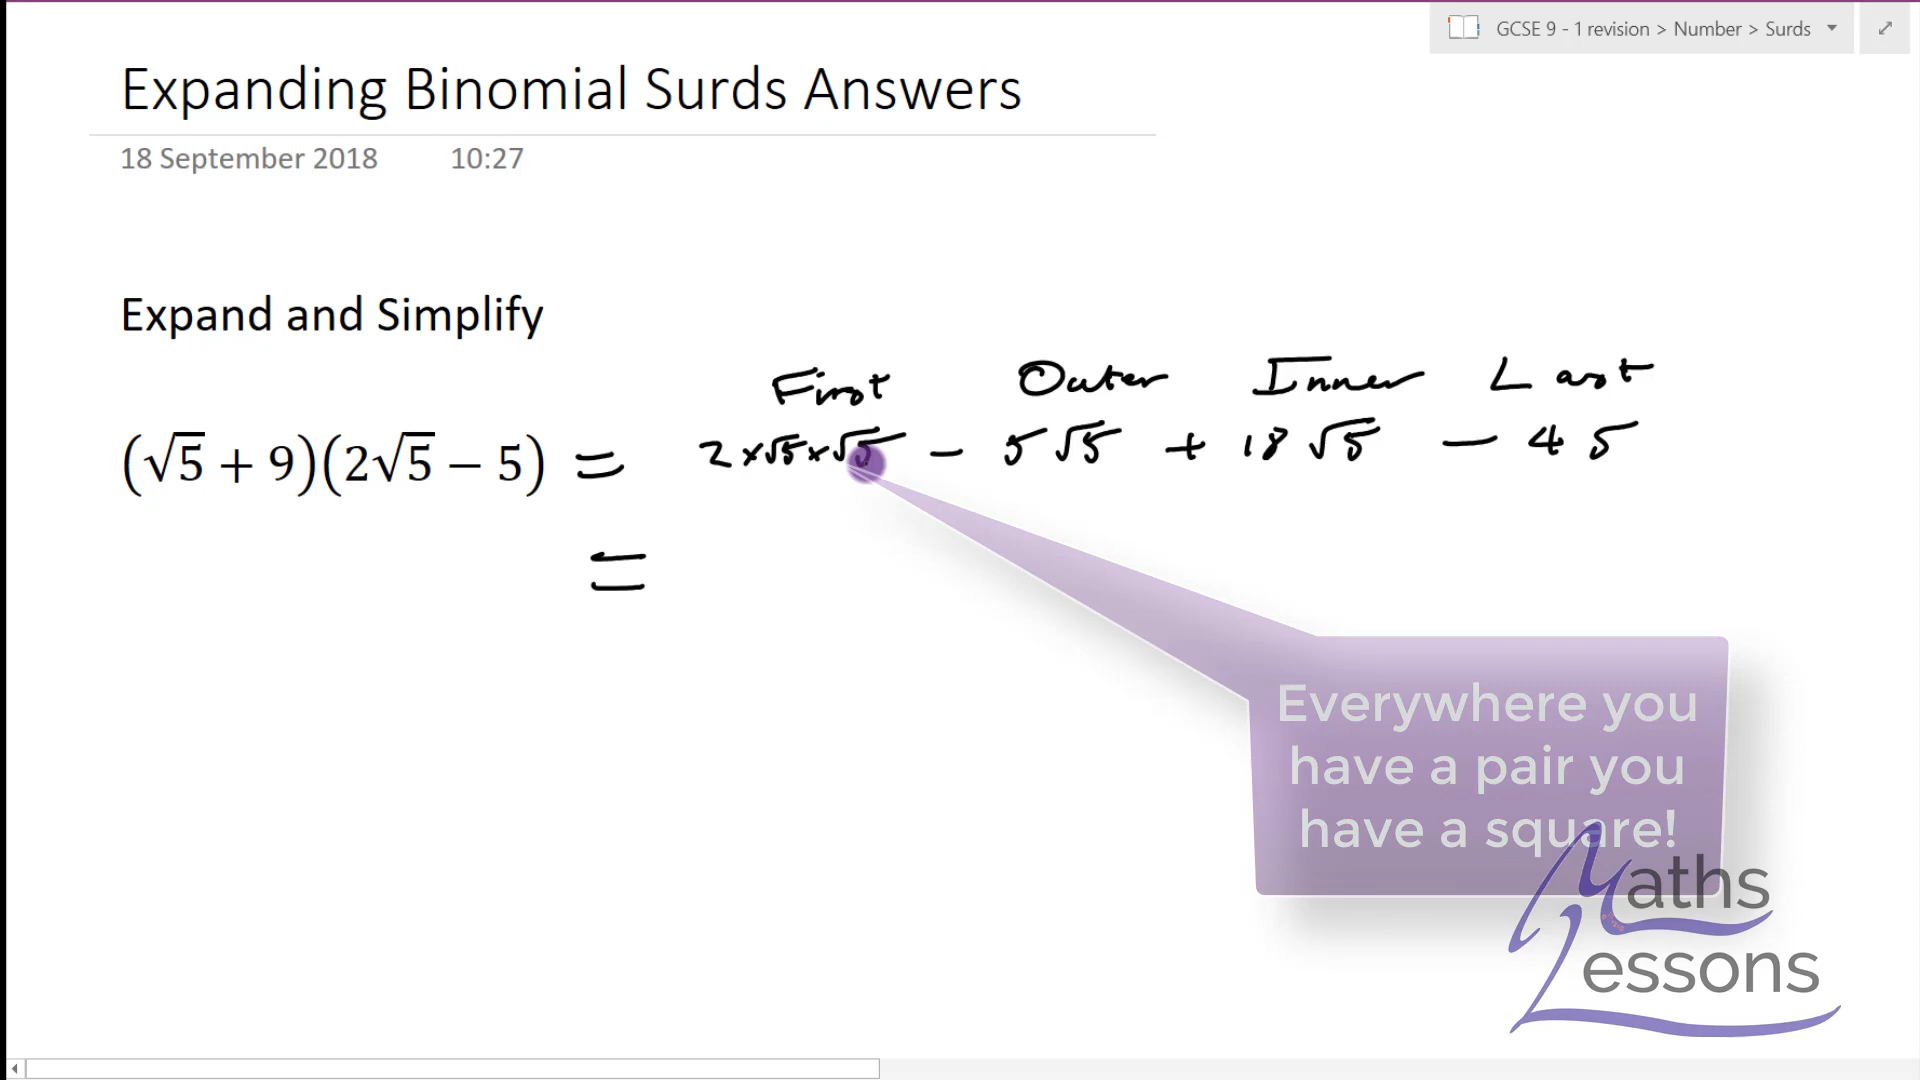 GCSE 9 - 1 revision > Number > Surds
Expanding Binomial Surds Answers
18 September 2018 10:27
Expand and Simplify
First Outer Inner Last
(√5 + 9)(2√5 − 5) = 2×√5×√5 − 5√5 + 18√5 − 45
=
Everywhere you
have a pair you
have a square!
Maths
Lessons